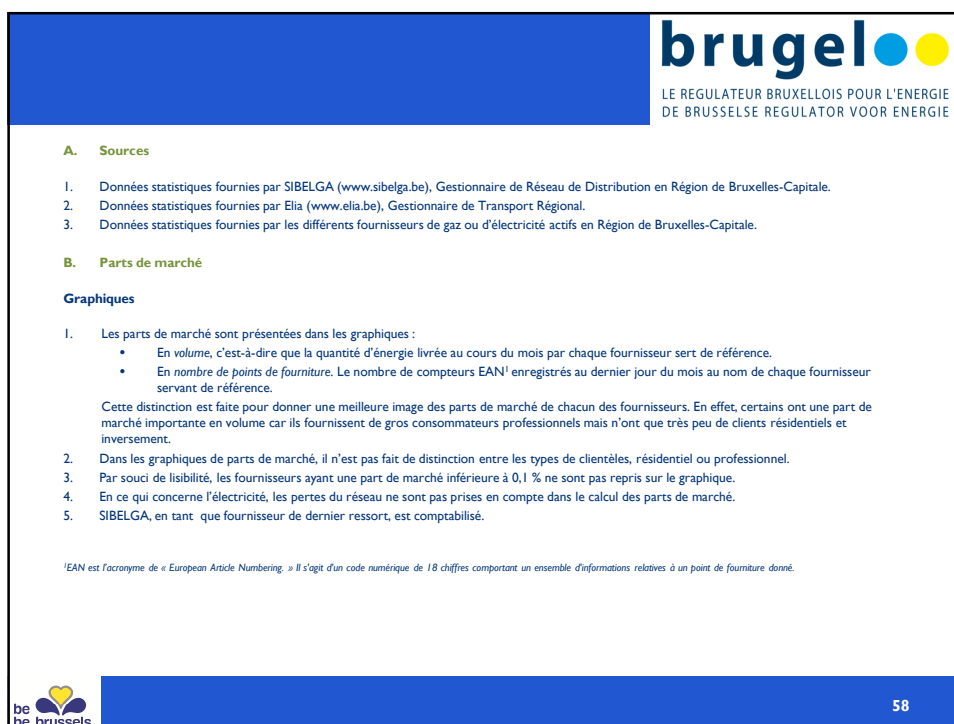 brugel
LE REGULATEUR BRUXELLOIS POUR L'ENERGIE
DE BRUSSELSE REGULATOR VOOR ENERGIE
A. Sources
1. Données statistiques fournies par SIBELGA (www.sibelga.be), Gestionnaire de Réseau de Distribution en Région de Bruxelles-Capitale.
2. Données statistiques fournies par Elia (www.elia.be), Gestionnaire de Transport Régional.
3. Données statistiques fournies par les différents fournisseurs de gaz ou d'électricité actifs en Région de Bruxelles-Capitale.
B. Parts de marché
Graphiques
1. Les parts de marché sont présentées dans les graphiques :
• En volume, c'est-à-dire que la quantité d'énergie livrée au cours du mois par chaque fournisseur sert de référence.
• En nombre de points de fourniture. Le nombre de compteurs EAN¹ enregistrés au dernier jour du mois au nom de chaque fournisseur
servant de référence.
Cette distinction est faite pour donner une meilleure image des parts de marché de chacun des fournisseurs. En effet, certains ont une part de
marché importante en volume car ils fournissent de gros consommateurs professionnels mais n'ont que très peu de clients résidentiels et
inversement.
2. Dans les graphiques de parts de marché, il n'est pas fait de distinction entre les types de clientèles, résidentiel ou professionnel.
3. Par souci de lisibilité, les fournisseurs ayant une part de marché inférieure à 0,1 % ne sont pas repris sur le graphique.
4. En ce qui concerne l'électricité, les pertes du réseau ne sont pas prises en compte dans le calcul des parts de marché.
5. SIBELGA, en tant que fournisseur de dernier ressort, est comptabilisé.
¹EAN est l'acronyme de « European Article Numbering. » Il s'agit d'un code numérique de 18 chiffres comportant un ensemble d'informations relatives à un point de fourniture donné.
be
be brussels
58